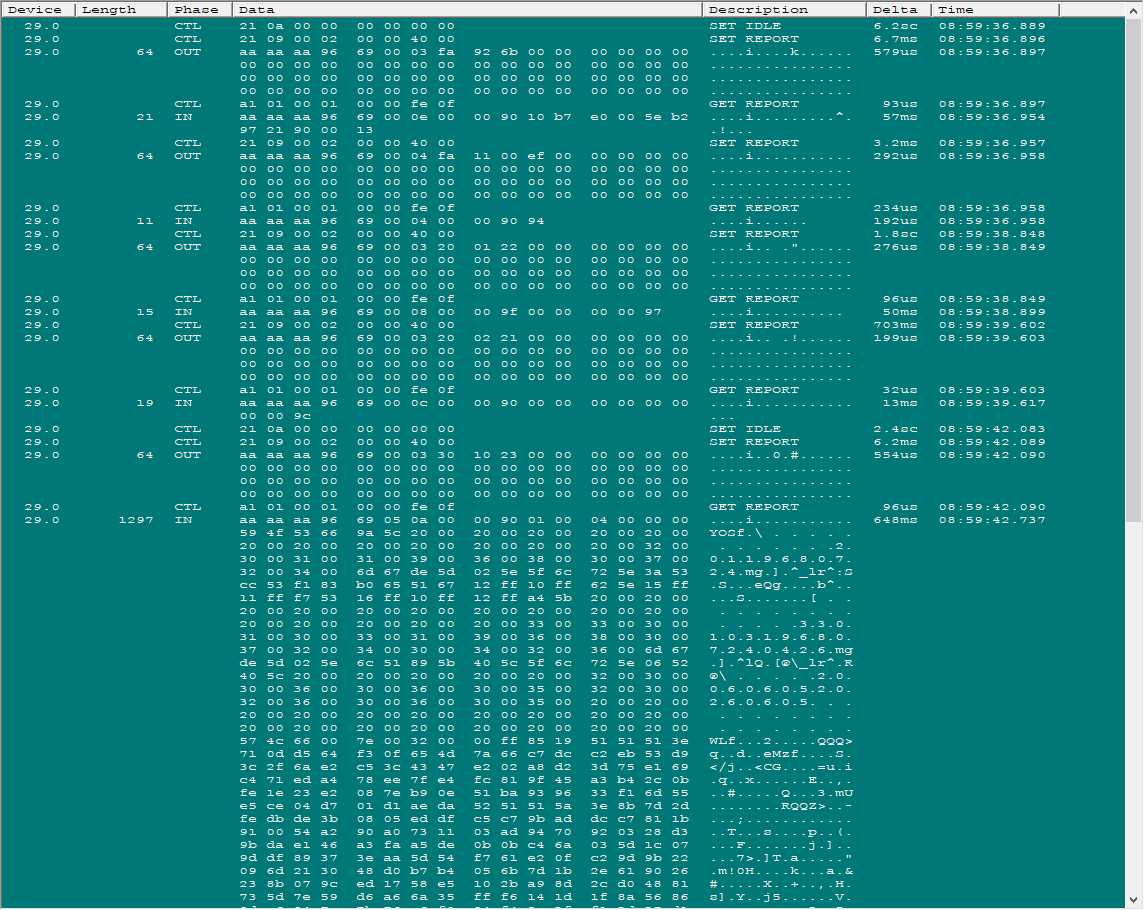 Device Length Phase Data Description Delta Time
29.0 CTL 21 0a 00 00 00 00 00 00 SET IDLE 6.2sc 08:59:36.889
29.0 CTL 21 09 00 02 00 00 40 00 SET REPORT 6.7ms 08:59:36.896
29.0 64 OUT aa aa aa 96 69 00 03 fa 92 6b 00 00 00 00 00 00 ....i....k...... 579us 08:59:36.897
00 00 00 00 00 00 00 00 00 00 00 00 00 00 00 00 ................
00 00 00 00 00 00 00 00 00 00 00 00 00 00 00 00 ................
00 00 00 00 00 00 00 00 00 00 00 00 00 00 00 00 ................
29.0 CTL a1 01 00 01 00 00 fe 0f GET REPORT 93us 08:59:36.897
29.0 21 IN aa aa aa 96 69 00 0e 00 00 90 10 b7 e0 00 5e b2 ....i.........^. 57ms 08:59:36.954
97 21 90 00 13 .!...
29.0 CTL 21 09 00 02 00 00 40 00 SET REPORT 3.2ms 08:59:36.957
29.0 64 OUT aa aa aa 96 69 00 04 fa 11 00 ef 00 00 00 00 00 ....i........... 292us 08:59:36.958
00 00 00 00 00 00 00 00 00 00 00 00 00 00 00 00 ................
00 00 00 00 00 00 00 00 00 00 00 00 00 00 00 00 ................
00 00 00 00 00 00 00 00 00 00 00 00 00 00 00 00 ................
29.0 CTL a1 01 00 01 00 00 fe 0f GET REPORT 234us 08:59:36.958
29.0 11 IN aa aa aa 96 69 00 04 00 00 90 94 ....i...... 192us 08:59:36.958
29.0 CTL 21 09 00 02 00 00 40 00 SET REPORT 1.8sc 08:59:38.848
29.0 64 OUT aa aa aa 96 69 00 03 20 01 22 00 00 00 00 00 00 ....i.. ."...... 276us 08:59:38.849
00 00 00 00 00 00 00 00 00 00 00 00 00 00 00 00 ................
00 00 00 00 00 00 00 00 00 00 00 00 00 00 00 00 ................
00 00 00 00 00 00 00 00 00 00 00 00 00 00 00 00 ................
29.0 CTL a1 01 00 01 00 00 fe 0f GET REPORT 96us 08:59:38.849
29.0 15 IN aa aa aa 96 69 00 08 00 00 9f 00 00 00 00 97 ....i.......... 50ms 08:59:38.899
29.0 CTL 21 09 00 02 00 00 40 00 SET REPORT 703ms 08:59:39.602
29.0 64 OUT aa aa aa 96 69 00 03 20 02 21 00 00 00 00 00 00 ....i.. .!...... 199us 08:59:39.603
00 00 00 00 00 00 00 00 00 00 00 00 00 00 00 00 ................
00 00 00 00 00 00 00 00 00 00 00 00 00 00 00 00 ................
00 00 00 00 00 00 00 00 00 00 00 00 00 00 00 00 ................
29.0 CTL a1 01 00 01 00 00 fe 0f GET REPORT 32us 08:59:39.603
29.0 19 IN aa aa aa 96 69 00 0c 00 00 90 00 00 00 00 00 00 ....i........... 13ms 08:59:39.617
00 00 9c ...
29.0 CTL 21 0a 00 00 00 00 00 00 SET IDLE 2.4sc 08:59:42.083
29.0 CTL 21 09 00 02 00 00 40 00 SET REPORT 6.2ms 08:59:42.089
29.0 64 OUT aa aa aa 96 69 00 03 30 10 23 00 00 00 00 00 00 ....i..0.#...... 554us 08:59:42.090
00 00 00 00 00 00 00 00 00 00 00 00 00 00 00 00 ................
00 00 00 00 00 00 00 00 00 00 00 00 00 00 00 00 ................
00 00 00 00 00 00 00 00 00 00 00 00 00 00 00 00 ................
29.0 CTL a1 01 00 01 00 00 fe 0f GET REPORT 96us 08:59:42.090
29.0 1297 IN aa aa aa 96 69 05 0a 00 00 90 01 00 04 00 00 00 ....i........... 648ms 08:59:42.737
59 4f 53 66 9a 5c 20 00 20 00 20 00 20 00 20 00 YOSf.\ . . . . .
20 00 20 00 20 00 20 00 20 00 20 00 20 00 32 00  . . . . . . .2.
30 00 31 00 31 00 39 00 36 00 38 00 30 00 37 00 0.1.1.9.6.8.0.7.
32 00 34 00 6d 67 de 5d 02 5e 5f 6c 72 5e 3a 53 2.4.mg.].^_lr^:S
cc 53 f1 83 b0 65 51 67 12 ff 10 ff 62 5e 15 ff .S...eQg....b^..
11 ff f7 53 16 ff 10 ff 12 ff a4 5b 20 00 20 00 ...S.......[ . .
20 00 20 00 20 00 20 00 20 00 20 00 20 00 20 00  . . . . . . . .
20 00 20 00 20 00 20 00 20 00 33 00 33 00 30 00  . . . . .3.3.0.
31 00 30 00 33 00 31 00 39 00 36 00 38 00 30 00 1.0.3.1.9.6.8.0.
37 00 32 00 34 00 30 00 34 00 32 00 36 00 6d 67 7.2.4.0.4.2.6.mg
de 5d 02 5e 6c 51 89 5b 40 5c 5f 6c 72 5e 06 52 .].^lQ.[@\_lr^.R
40 5c 20 00 20 00 20 00 20 00 20 00 32 00 30 00 @\ . . . . .2.0.
30 00 36 00 30 00 36 00 30 00 35 00 32 00 30 00 0.6.0.6.0.5.2.0.
32 00 36 00 30 00 36 00 30 00 35 00 20 00 20 00 2.6.0.6.0.5. . .
20 00 20 00 20 00 20 00 20 00 20 00 20 00 20 00  . . . . . . . .
20 00 20 00 20 00 20 00 20 00 20 00 20 00 20 00  . . . . . . . .
57 4c 66 00 7e 00 32 00 00 ff 85 19 51 51 51 3e WLf...2.....QQQ>
71 0d d5 64 f3 0f 65 4d 7a 66 c7 dc c2 eb 53 d9 q..d..eMzf....S.
3c 2f 6a e2 c5 3c 43 47 e2 02 a8 d2 3d 75 e1 69 </j..<CG....=u.i
c4 71 ed a4 78 ee 7f e4 fc 81 9f 45 a3 b4 2c 0b .q..x......E..,.
fe 1e 23 e2 08 7e b9 0e 51 ba 93 96 33 f1 6d 55 ..#.....Q...3.mU
e5 ce 04 d7 01 d1 ae da 52 51 51 5a 3e 8b 7d 2d ........RQQZ>..-
fe db de 3b 08 05 ed df c5 c7 9b ad dc c7 81 1b ...;............
91 00 54 a2 90 a0 73 11 03 ad 94 70 92 03 28 d3 ..T...s....p..(.
9b da e1 46 a3 fa a5 de 0b 0b c4 6a 03 5d 1c 07 ...F.......j.]..
9d df 89 37 3e aa 5d 54 f7 61 e2 0f c2 9d 9b 22 ...7>.]T.a....."
09 6d 21 30 48 d0 b7 b4 05 6b 7d 1b 2e 61 90 26 .m!0H....k...a.&
23 8b 07 9c ed 17 58 e5 10 2b a9 8d 2c d0 48 81 #.....X..+..,.H.
73 5d 7e 59 d6 a6 6a 35 ff f6 14 1d 1f 8a 56 86 s].Y..j5......V.